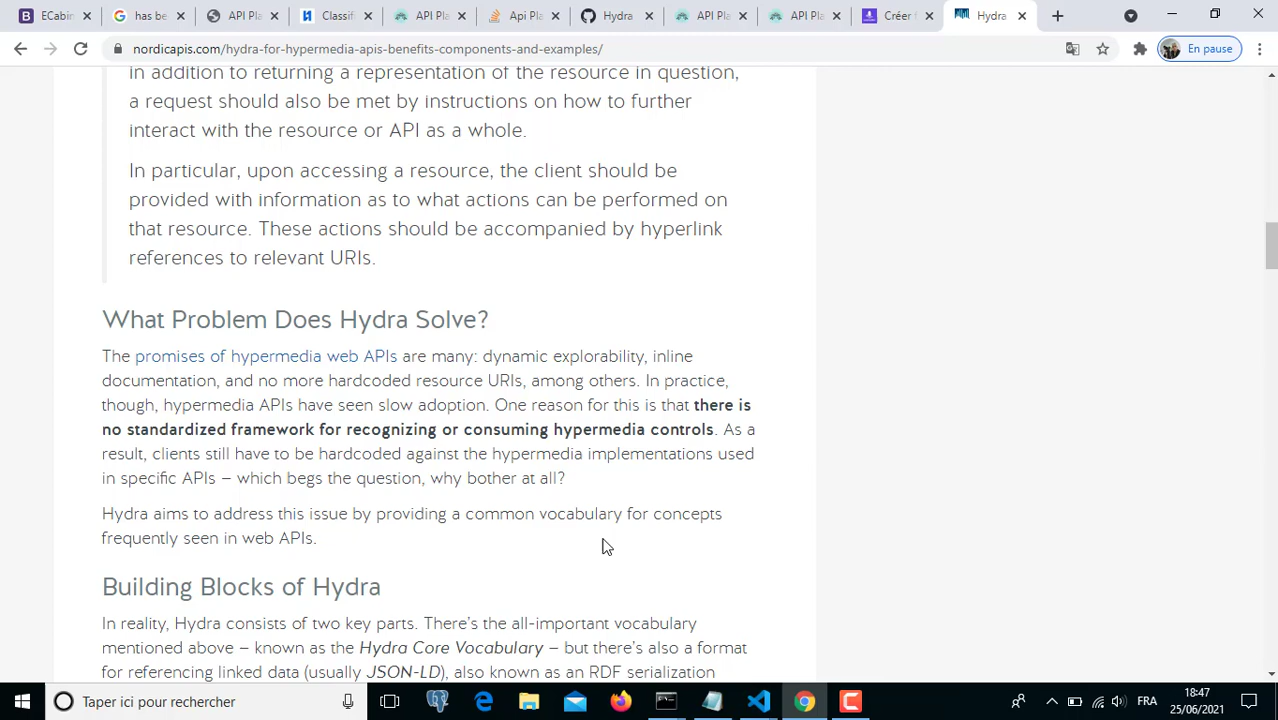 ECabin
has be
API Pla
Classif
API Pl
Api Pl
Hydra
API Pl
API Pl
Créer f
Hydra
nordicapis.com/hydra-for-hypermedia-apis-benefits-components-and-examples/
En pause
In addition to returning a representation of the resource in question,
a request should also be met by instructions on how to further
interact with the resource or API as a whole.
In particular, upon accessing a resource, the client should be
provided with information as to what actions can be performed on
that resource. These actions should be accompanied by hyperlink
references to relevant URIs.
What Problem Does Hydra Solve?
The promises of hypermedia web APIs are many: dynamic explorability, inline
documentation, and no more hardcoded resource URIs, among others. In practice,
though, hypermedia APIs have seen slow adoption. One reason for this is that there is
no standardized framework for recognizing or consuming hypermedia controls. As a
result, clients still have to be hardcoded against the hypermedia implementations used
in specific APIs – which begs the question, why bother at all?
Hydra aims to address this issue by providing a common vocabulary for concepts
frequently seen in web APIs.
Building Blocks of Hydra
In reality, Hydra consists of two key parts. There's the all-important vocabulary
mentioned above – known as the Hydra Core Vocabulary – but there's also a format
for referencing linked data (usually JSON-LD), also known as an RDF serialization
Taper ici pour rechercher
FRA
18:47
25/06/2021